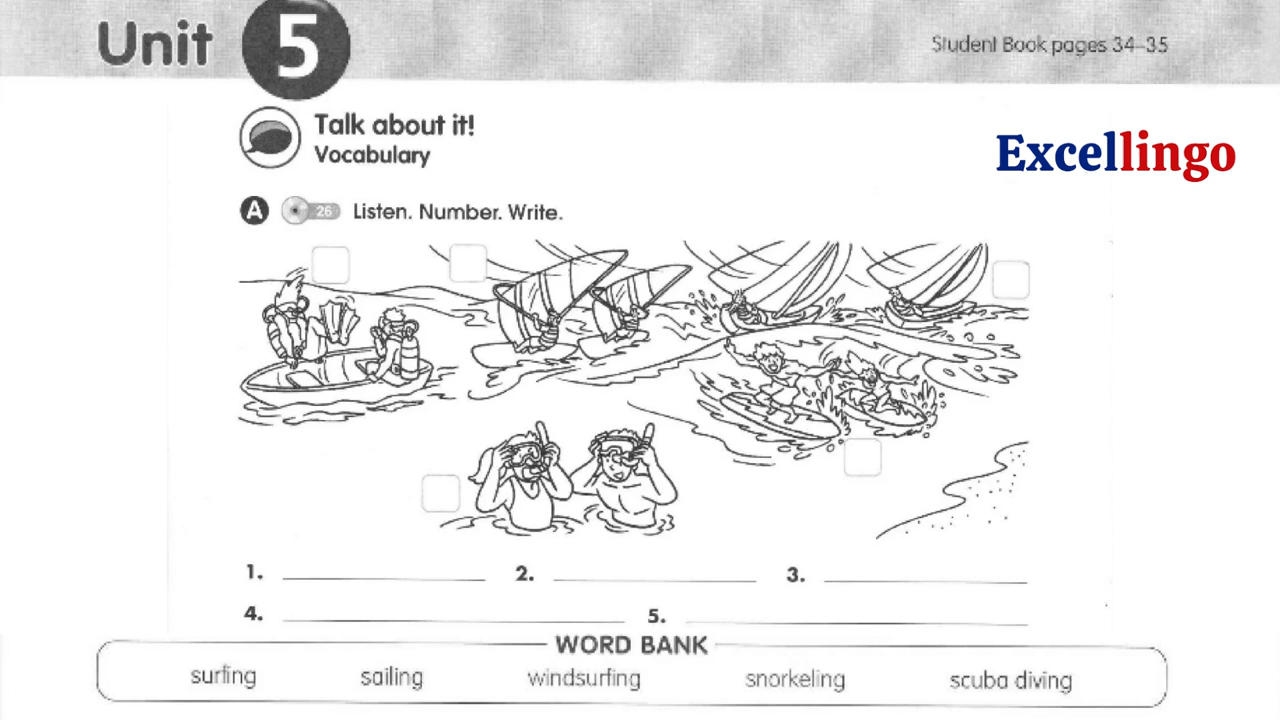 Unit 5
Student Book pages 34–35
Talk about it!
Vocabulary
Excellingo
A 26 Listen. Number. Write.
1. 2. 3.
4. 5.
WORD BANK
surfing sailing windsurfing snorkeling scuba diving